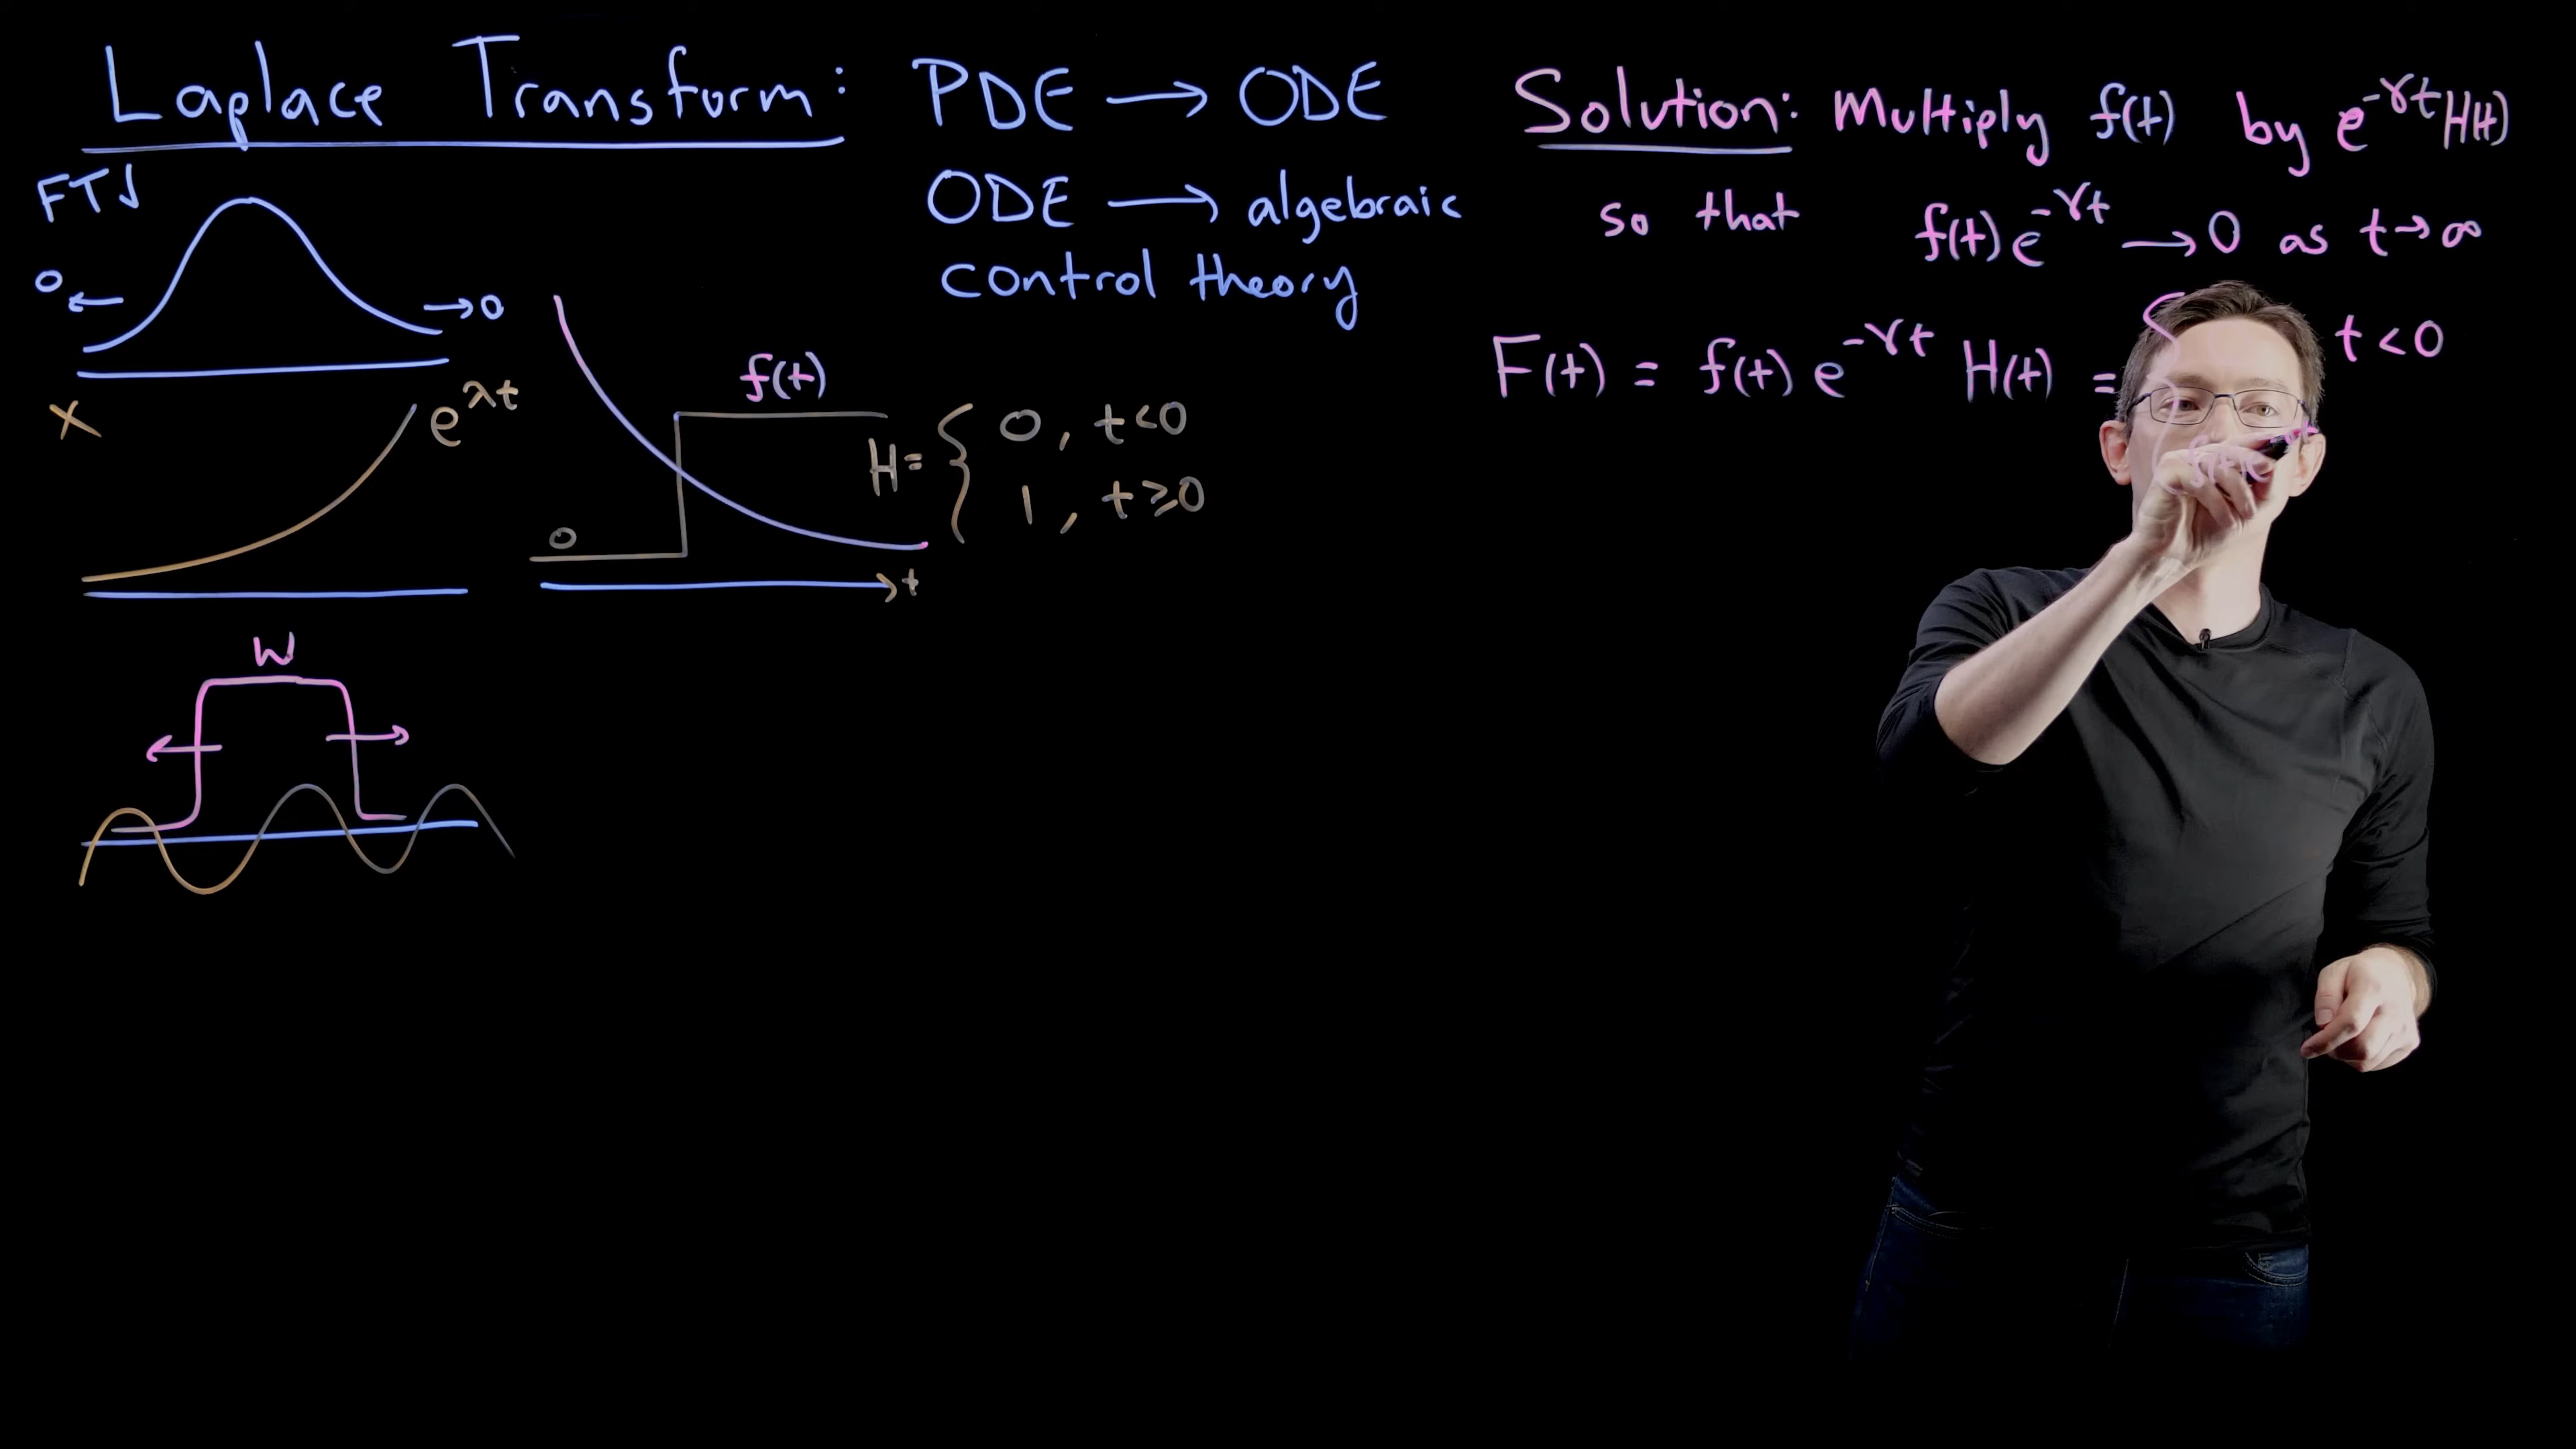 Laplace Transform: PDE → ODE
ODE → algebraic
control theory
FT✓
0 ←
→ 0
X
e^{λt}
f(t)
0
t
H = { 0, t<0
1, t≥0
W
Solution: Multiply f(t) by e^{-γt}H(t)
so that f(t)e^{-γt} → 0 as t→∞
F(t) = f(t) e^{-γt} H(t) = {
t<0